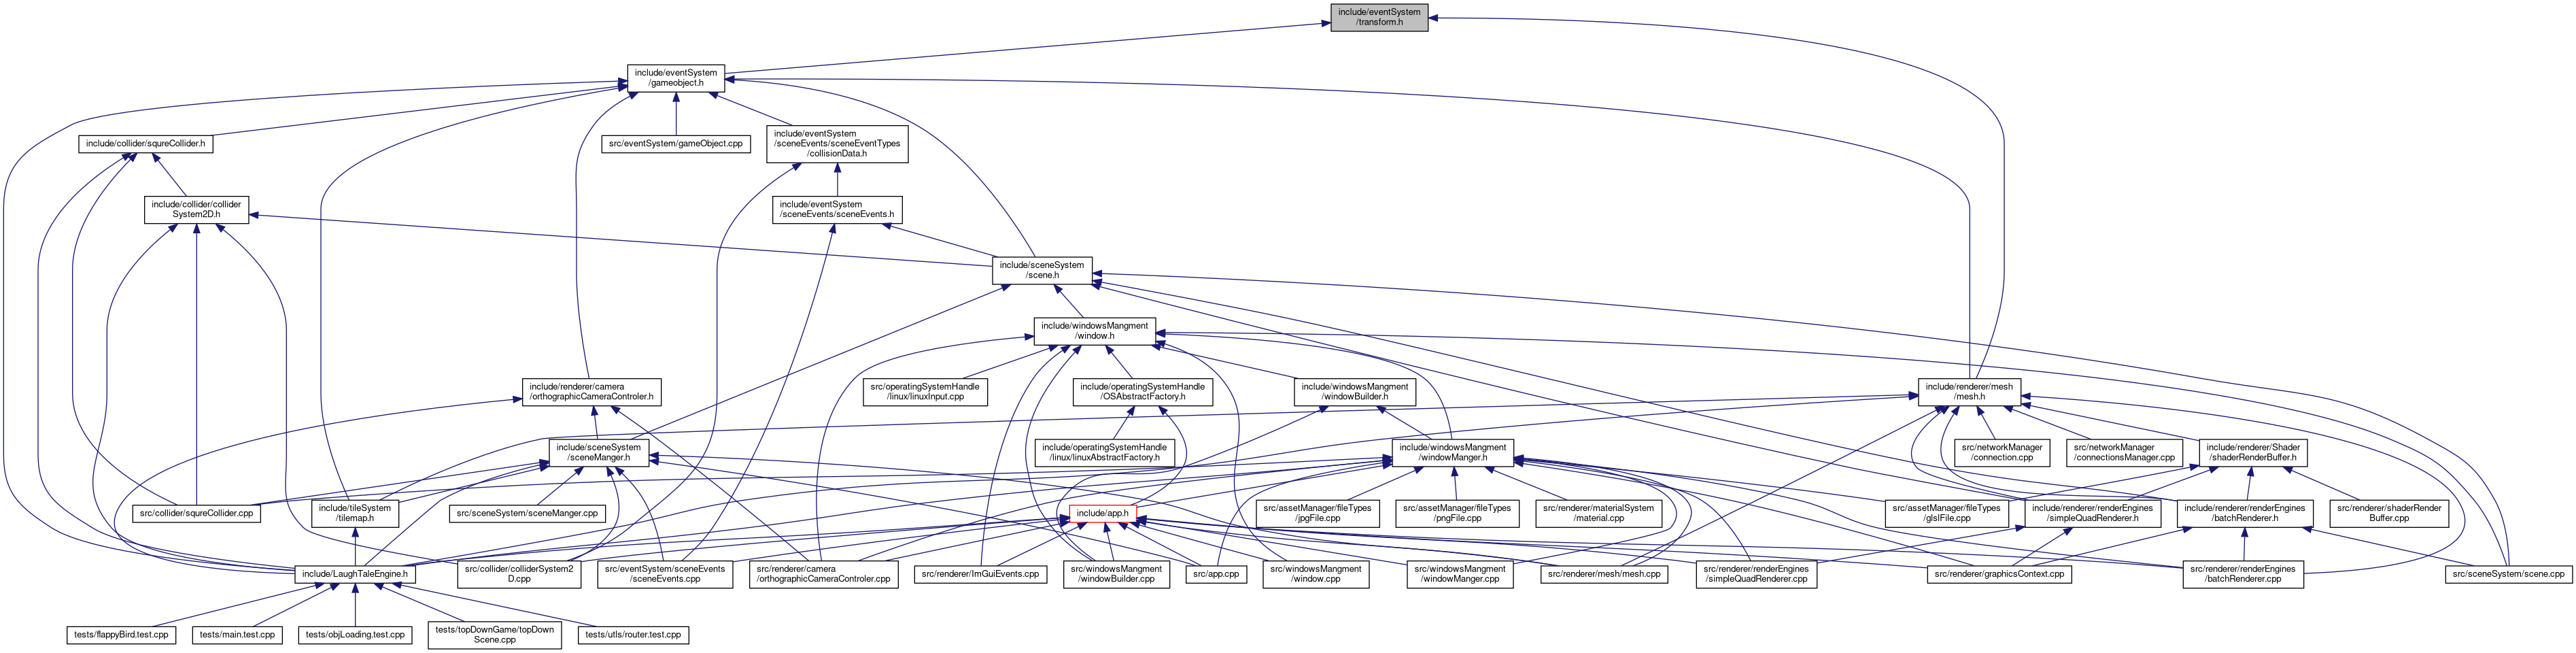 include/eventSystem
/transform.h
include/eventSystem
/gameobject.h
include/collider/squreCollider.h
src/eventSystem/gameObject.cpp
include/eventSystem
/sceneEvents/sceneEventTypes
/collisionData.h
include/collider/collider
System2D.h
include/eventSystem
/sceneEvents/sceneEvents.h
include/sceneSystem
/scene.h
include/windowsMangment
/window.h
include/renderer/camera
/orthographicCameraControler.h
src/operatingSystemHandle
/linux/linuxInput.cpp
include/operatingSystemHandle
/OSAbstractFactory.h
include/windowsMangment
/windowBuilder.h
include/renderer/mesh
/mesh.h
include/sceneSystem
/sceneManger.h
include/operatingSystemHandle
/linux/linuxAbstractFactory.h
include/windowsMangment
/windowManger.h
src/networkManager
/connection.cpp
src/networkManager
/connectionsManager.cpp
include/renderer/Shader
/shaderRenderBuffer.h
src/collider/squreCollider.cpp
include/tileSystem
/tilemap.h
src/sceneSystem/sceneManger.cpp
include/app.h
src/assetManager/fileTypes
/jpgFile.cpp
src/assetManager/fileTypes
/pngFile.cpp
src/renderer/materialSystem
/material.cpp
src/assetManager/fileTypes
/glslFile.cpp
include/renderer/renderEngines
/simpleQuadRenderer.h
include/renderer/renderEngines
/batchRenderer.h
src/renderer/shaderRender
Buffer.cpp
include/LaughTaleEngine.h
src/collider/colliderSystem2
D.cpp
src/eventSystem/sceneEvents
/sceneEvents.cpp
src/renderer/camera
/orthographicCameraControler.cpp
src/renderer/ImGuiEvents.cpp
src/windowsMangment
/windowBuilder.cpp
src/app.cpp
src/windowsMangment
/window.cpp
src/windowsMangment
/windowManger.cpp
src/renderer/mesh/mesh.cpp
src/renderer/renderEngines
/simpleQuadRenderer.cpp
src/renderer/graphicsContext.cpp
src/renderer/renderEngines
/batchRenderer.cpp
src/sceneSystem/scene.cpp
tests/flappyBird.test.cpp
tests/main.test.cpp
tests/objLoading.test.cpp
tests/topDownGame/topDown
Scene.cpp
tests/utls/router.test.cpp